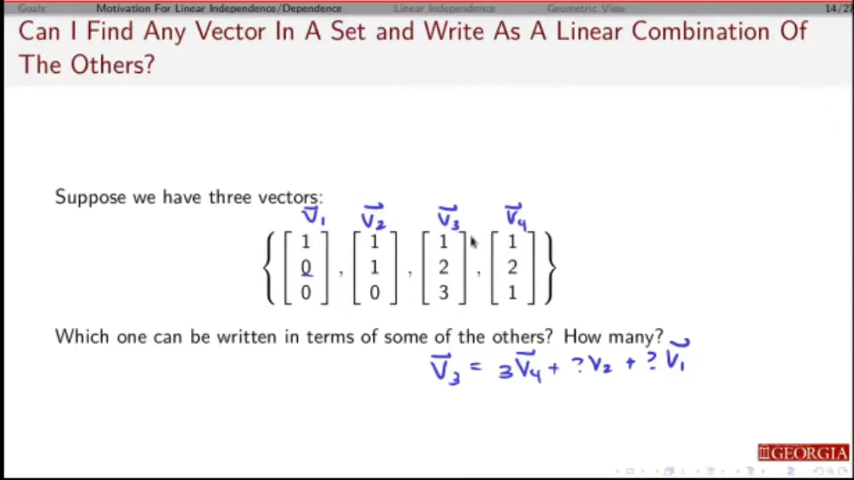 Goals Motivation For Linear Independence/Dependence Linear Independence Geometric View 14/27
Can I Find Any Vector In A Set and Write As A Linear Combination Of
The Others?
Suppose we have three vectors:
v⃗₁ v⃗₂ v⃗₃ v⃗₄
{ [1 0 0], [1 1 0], [1 2 3], [1 2 1] }
Which one can be written in terms of some of the others? How many?
v⃗₃ = 3v⃗₄ + ?v₂ + ?v⃗₁
GEORGIA